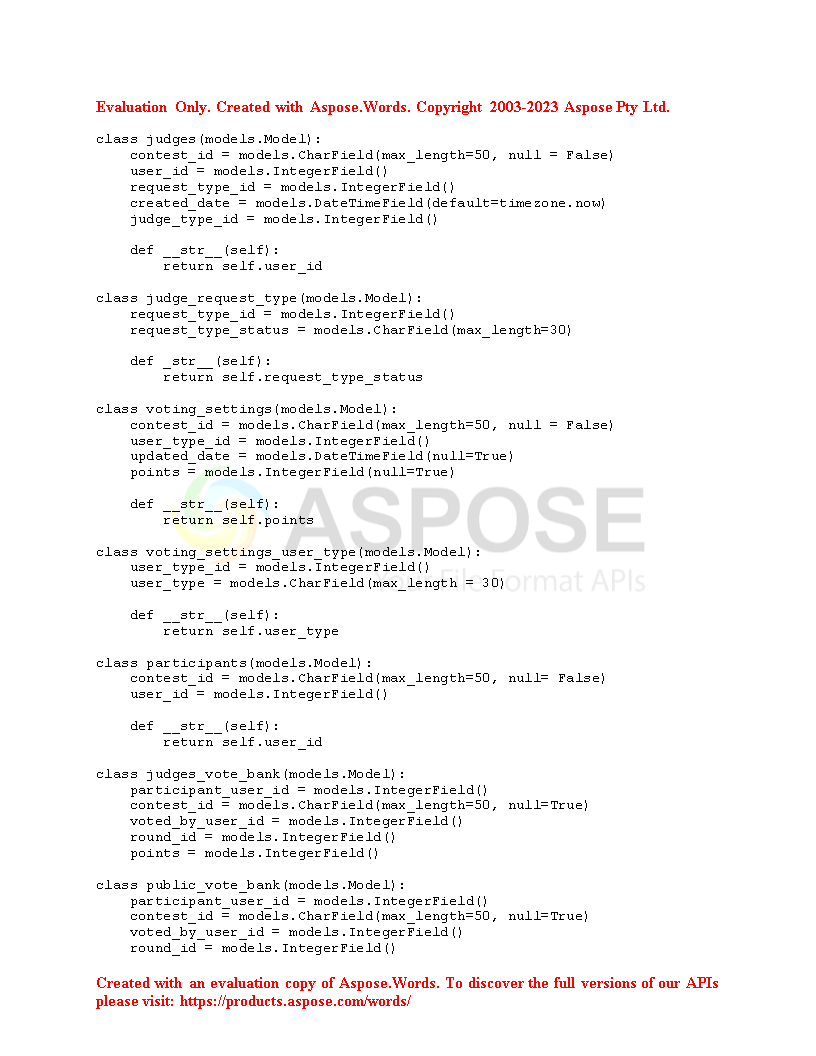 Evaluation Only. Created with Aspose.Words. Copyright 2003-2023 Aspose Pty Ltd.
class judges(models.Model):
    contest_id = models.CharField(max_length=50, null = False)
    user_id = models.IntegerField()
    request_type_id = models.IntegerField()
    created_date = models.DateTimeField(default=timezone.now)
    judge_type_id = models.IntegerField()
    def __str__(self):
        return self.user_id
class judge_request_type(models.Model):
    request_type_id = models.IntegerField()
    request_type_status = models.CharField(max_length=30)
    def _str__(self):
        return self.request_type_status
class voting_settings(models.Model):
    contest_id = models.CharField(max_length=50, null = False)
    user_type_id = models.IntegerField()
    updated_date = models.DateTimeField(null=True)
    points = models.IntegerField(null=True)
    def __str__(self):
        return self.points
ASPOSE
class voting_settings_user_type(models.Model):
    user_type_id = models.IntegerField()
    user_type = models.CharField(max_length = 30)
Your File Format APIs
    def __str__(self):
        return self.user_type
class participants(models.Model):
    contest_id = models.CharField(max_length=50, null= False)
    user_id = models.IntegerField()
    def __str__(self):
        return self.user_id
class judges_vote_bank(models.Model):
    participant_user_id = models.IntegerField()
    contest_id = models.CharField(max_length=50, null=True)
    voted_by_user_id = models.IntegerField()
    round_id = models.IntegerField()
    points = models.IntegerField()
class public_vote_bank(models.Model):
    participant_user_id = models.IntegerField()
    contest_id = models.CharField(max_length=50, null=True)
    voted_by_user_id = models.IntegerField()
    round_id = models.IntegerField()
Created with an evaluation copy of Aspose.Words. To discover the full versions of our APIs
please visit: https://products.aspose.com/words/